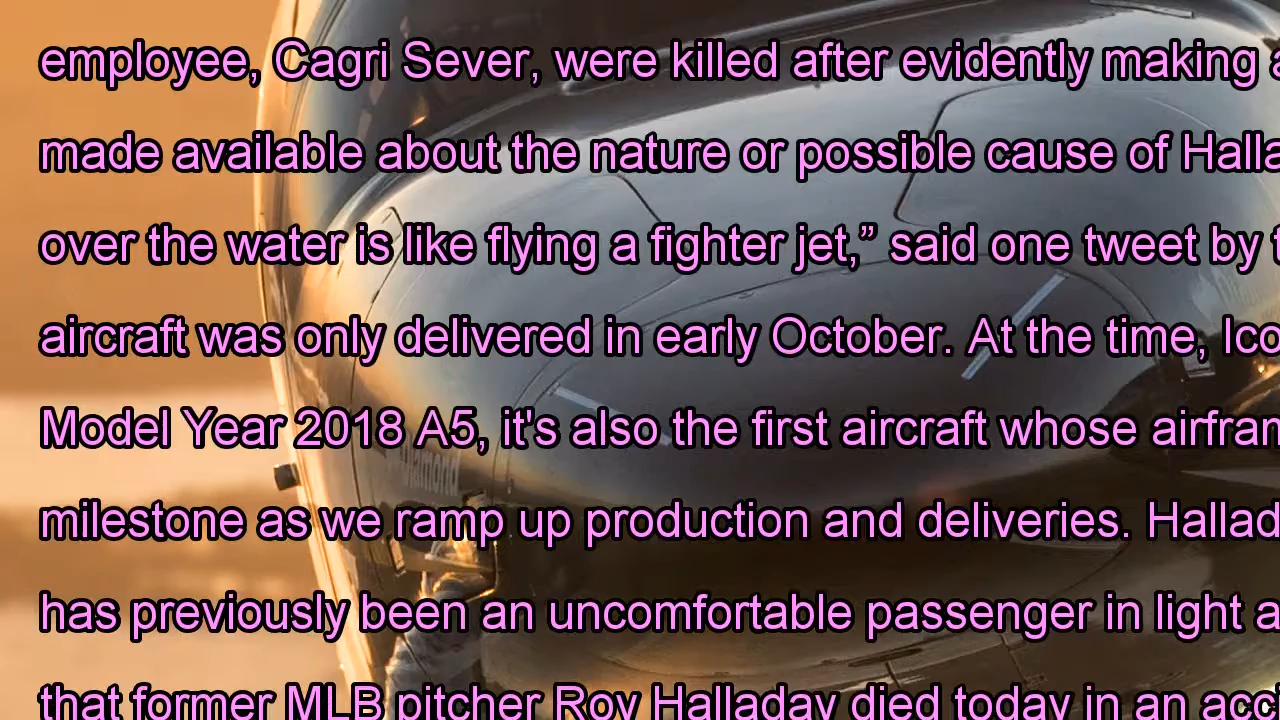 employee, Cagri Sever, were killed after evidently making
made available about the nature or possible cause of
over the water is like flying a fighter jet,” said one tweet by
aircraft was only delivered in early October. At the time,
Model Year 2018 A5, it's also the first aircraft whose
milestone as we ramp up production and deliveries.
has previously been an uncomfortable passenger in light
that former MLB pitcher Roy Halladay died today in an